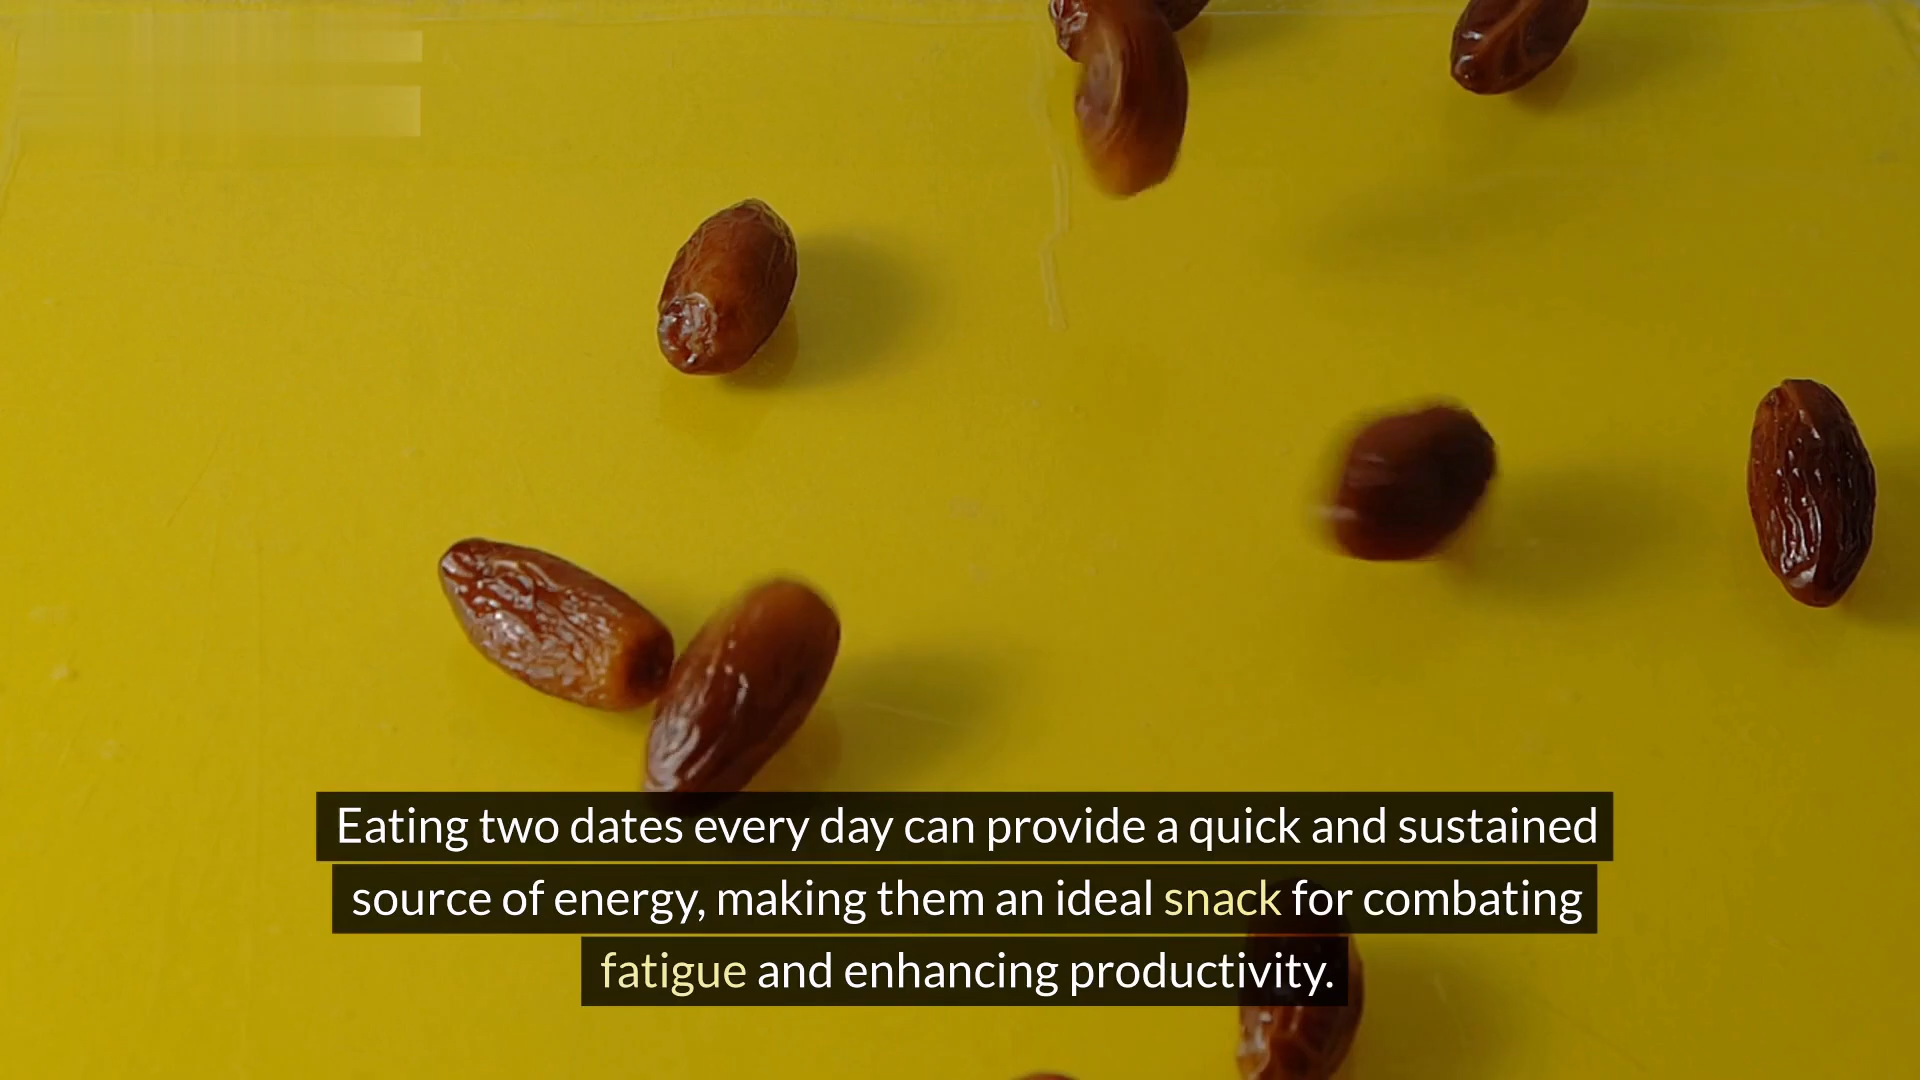 Eating two dates every day can provide a quick and sustained
source of energy, making them an ideal snack for combating
fatigue and enhancing productivity.